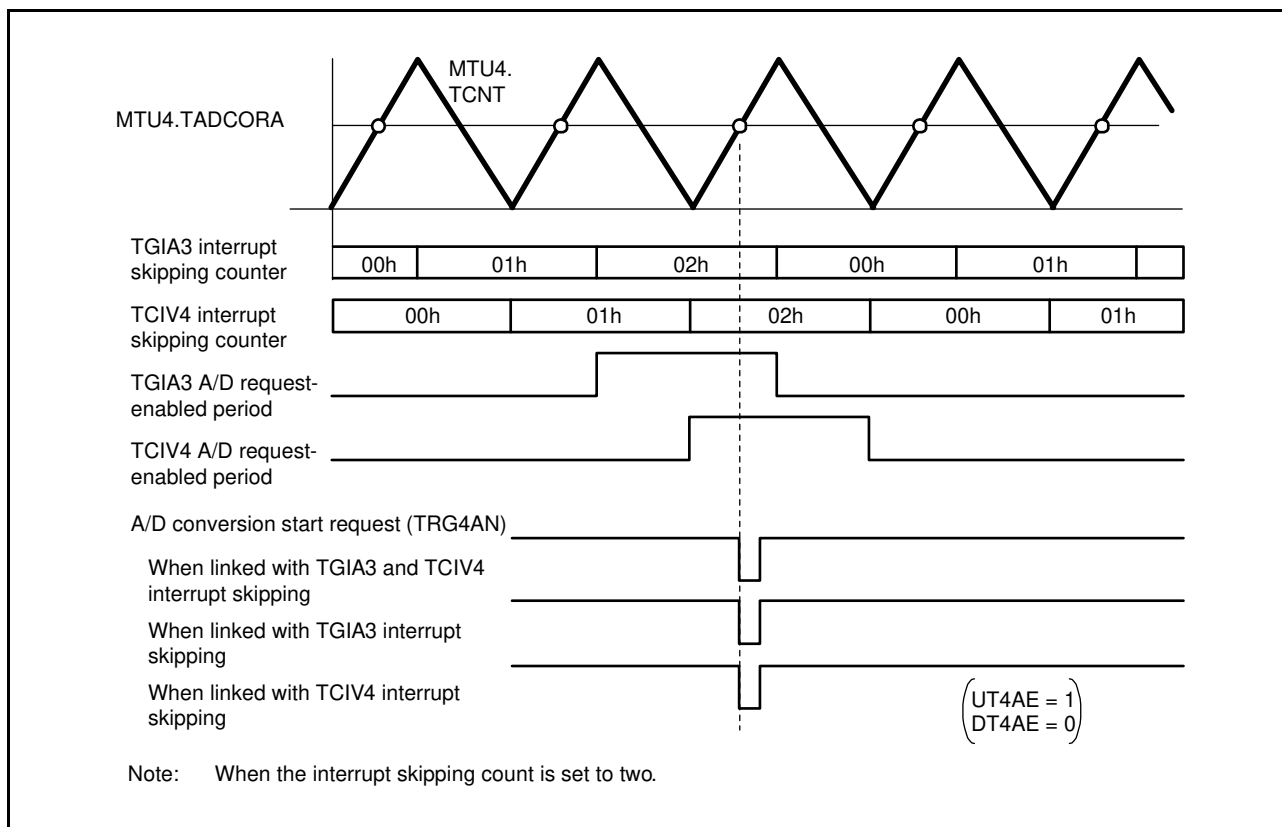 MTU4.
TCNT
MTU4.TADCORA
TGIA3 interrupt
skipping counter
00h 01h 02h 00h 01h
TCIV4 interrupt
skipping counter
00h 01h 02h 00h 01h
TGIA3 A/D request-
enabled period
TCIV4 A/D request-
enabled period
A/D conversion start request (TRG4AN)
When linked with TGIA3 and TCIV4
interrupt skipping
When linked with TGIA3 interrupt
skipping
When linked with TCIV4 interrupt
skipping
UT4AE = 1
DT4AE = 0
Note: When the interrupt skipping count is set to two.